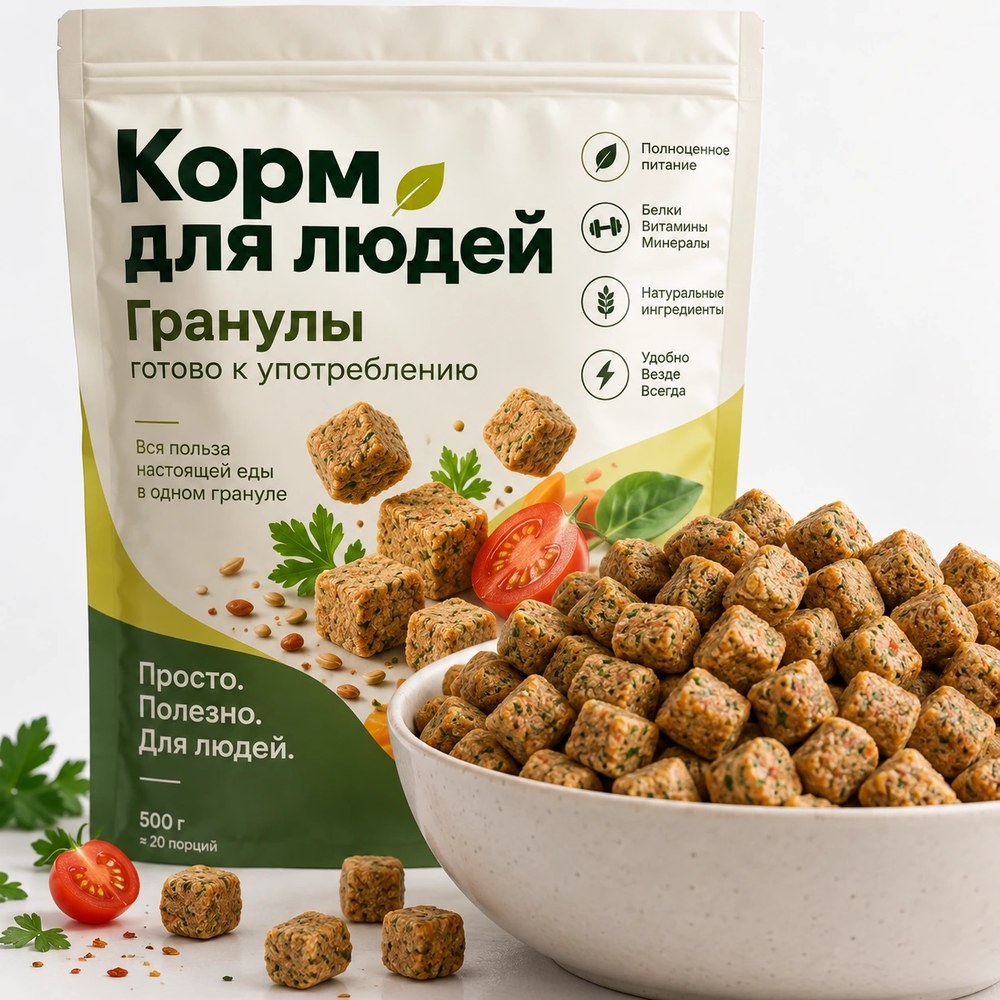 Корм
для людей
Гранулы
готово к употреблению
Вся польза
настоящей еды
в одном грануле
Просто.
Полезно.
Для людей.
500 г
≈ 20 порций
Полноценное
питание
Белки
Витамины
Минералы
Натуральные
ингредиенты
Удобно
Везде
Всегда